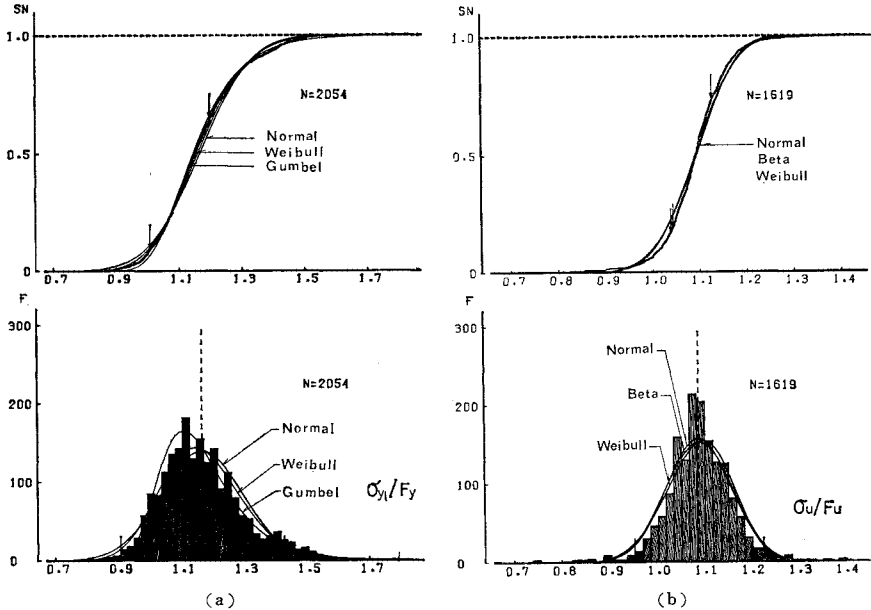 SN
1.0
0.5
0
N=2054
Normal
Weibull
Gumbel
0.7 0.9 1.1 1.3 1.5 1.7
F
300
200
100
0
N=2054
Normal
Weibull
Gumbel
σyl/Fy
0.7 0.9 1.1 1.3 1.5 1.7
(a)
SN
1.0
0.5
0
N=1619
Normal
Beta
Weibull
0.7 0.8 0.9 1.0 1.1 1.2 1.3 1.4
F
300
200
100
0
N=1619
Normal
Beta
Weibull
σu/Fu
0.7 0.8 0.9 1.0 1.1 1.2 1.3 1.4
(b)